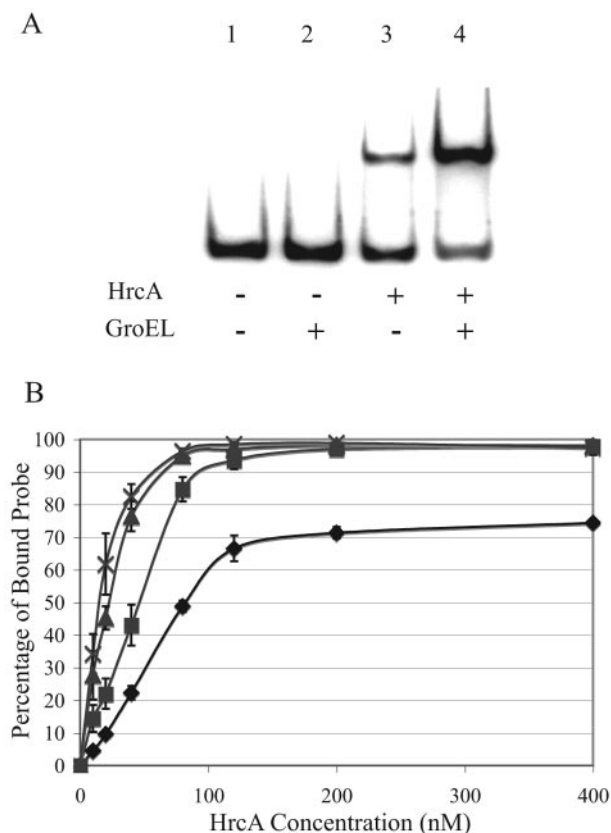 A
1 2 3 4
HrcA - - + +
GroEL - + - +
B
Percentage of Bound Probe
100
90
80
70
60
50
40
30
20
10
0
0 100 200 300 400
HrcA Concentration (nM)